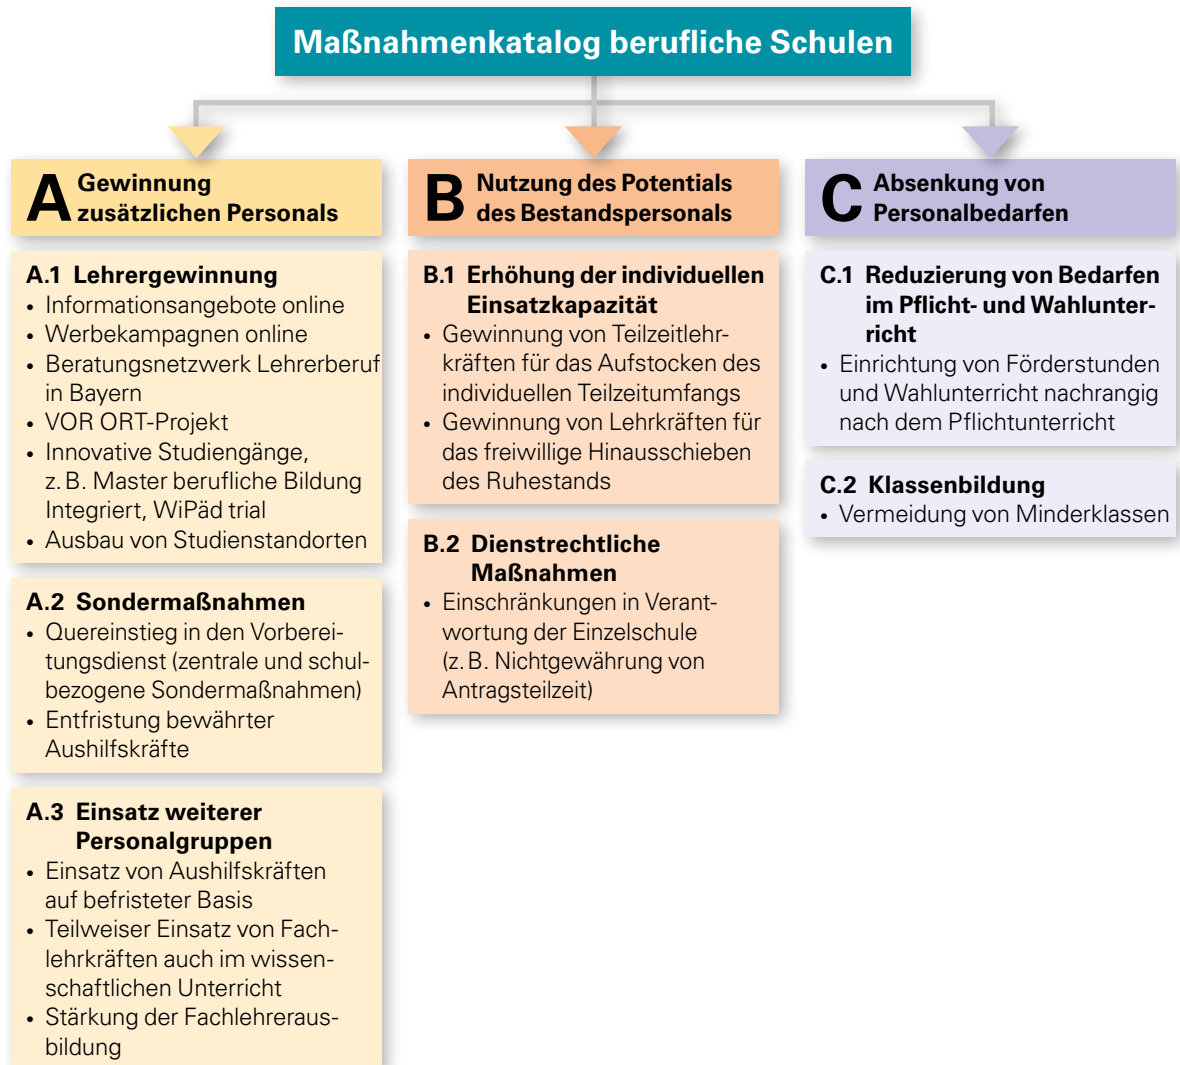 Maßnahmenkatalog berufliche Schulen
A Gewinnung
zusätzlichen Personals
A.1 Lehrergewinnung
• Informationsangebote online
• Werbekampagnen online
• Beratungsnetzwerk Lehrerberuf
in Bayern
• VOR ORT-Projekt
• Innovative Studiengänge,
z. B. Master berufliche Bildung
Integriert, WiPäd trial
• Ausbau von Studienstandorten
A.2 Sondermaßnahmen
• Quereinstieg in den Vorberei-
tungsdienst (zentrale und schul-
bezogene Sondermaßnahmen)
• Entfristung bewährter
Aushilfskräfte
A.3 Einsatz weiterer
Personalgruppen
• Einsatz von Aushilfskräften
auf befristeter Basis
• Teilweiser Einsatz von Fach-
lehrkräften auch im wissen-
schaftlichen Unterricht
• Stärkung der Fachlehreraus-
bildung
B Nutzung des Potentials
des Bestandspersonals
B.1 Erhöhung der individuellen
Einsatzkapazität
• Gewinnung von Teilzeitlehr-
kräften für das Aufstocken des
individuellen Teilzeitumfangs
• Gewinnung von Lehrkräften für
das freiwillige Hinausschieben
des Ruhestands
B.2 Dienstrechtliche
Maßnahmen
• Einschränkungen in Verant-
wortung der Einzelschule
(z. B. Nichtgewährung von
Antragsteilzeit)
C Absenkung von
Personalbedarfen
C.1 Reduzierung von Bedarfen
im Pflicht- und Wahlunter-
richt
• Einrichtung von Förderstunden
und Wahlunterricht nachrangig
nach dem Pflichtunterricht
C.2 Klassenbildung
• Vermeidung von Minderklassen